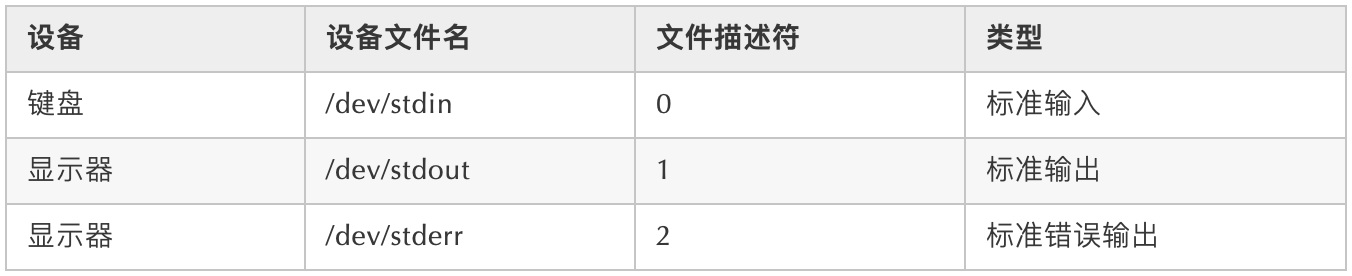 设备 设备文件名 文件描述符 类型
键盘 /dev/stdin 0 标准输入
显示器 /dev/stdout 1 标准输出
显示器 /dev/stderr 2 标准错误输出